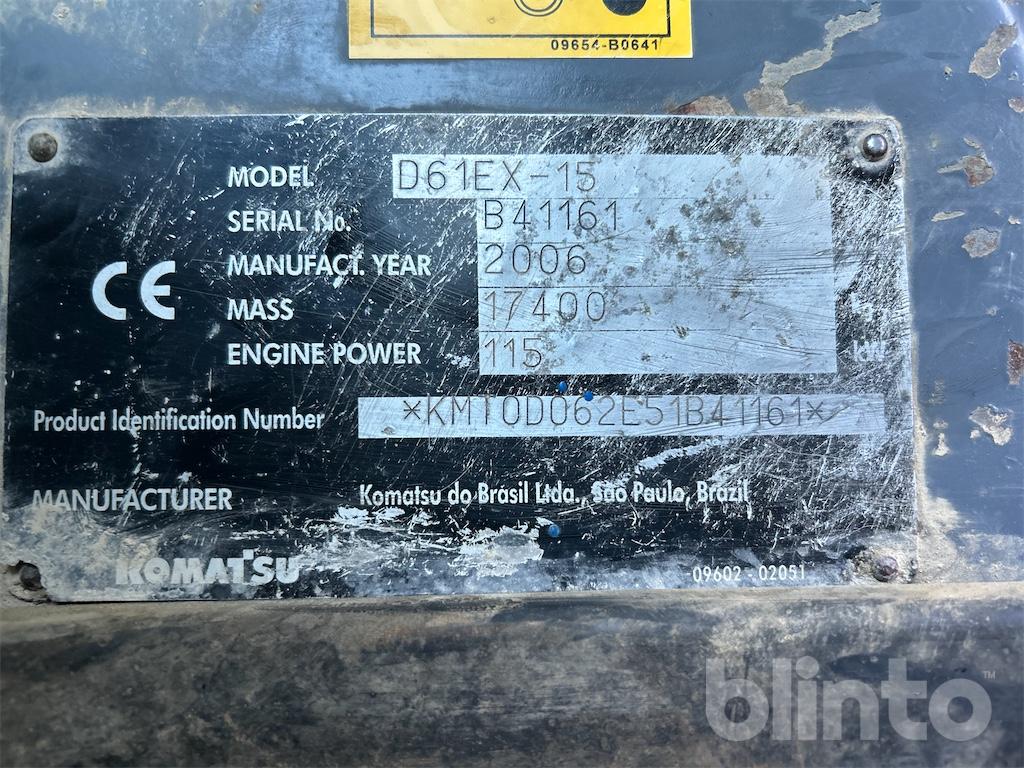 09654-B0641
MODEL D61EX-15
SERIAL No. B41161
MANUFACT. YEAR 2006
CE
MASS 17400
ENGINE POWER 115 kW
Product Identification Number *KMT0D062E51B41161*
MANUFACTURER Komatsu do Brasil Ltda., São Paulo, Brazil
KOMATSU 09602-02051
blinto™